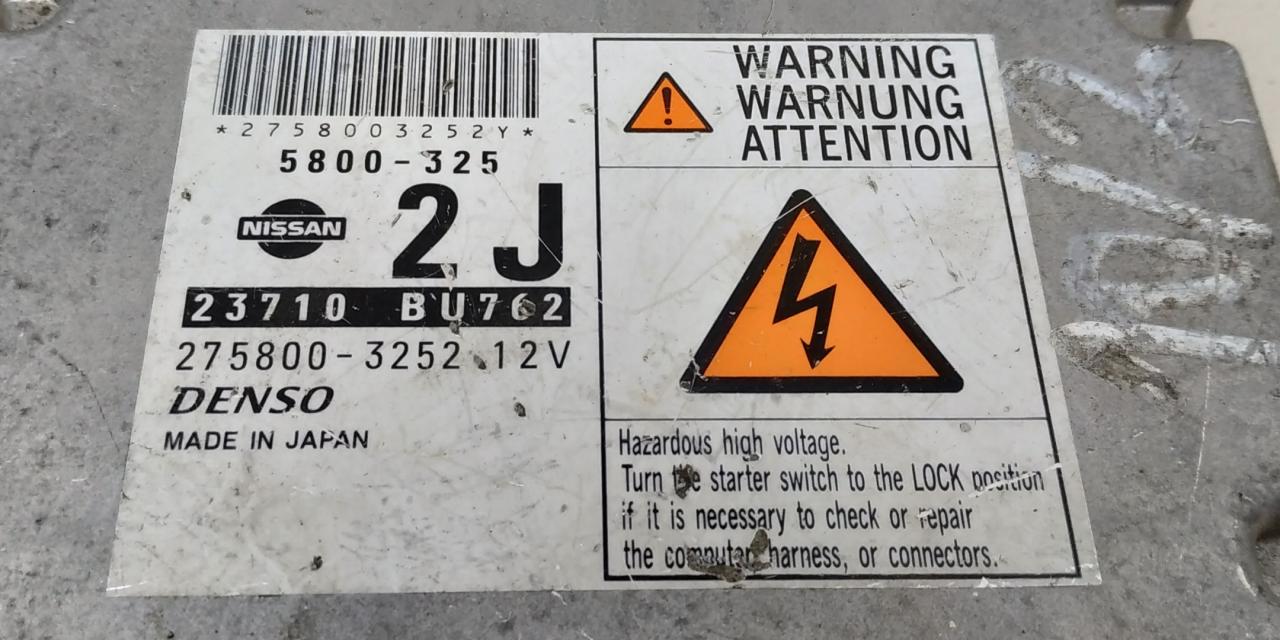 *2758003252Y*
5800-325
NISSAN
2J
23710 BU762
275800-3252 12V
DENSO
MADE IN JAPAN
WARNING
WARNUNG
ATTENTION
Hazardous high voltage.
Turn the starter switch to the LOCK position
if it is necessary to check or repair
the computer, harness, or connectors.